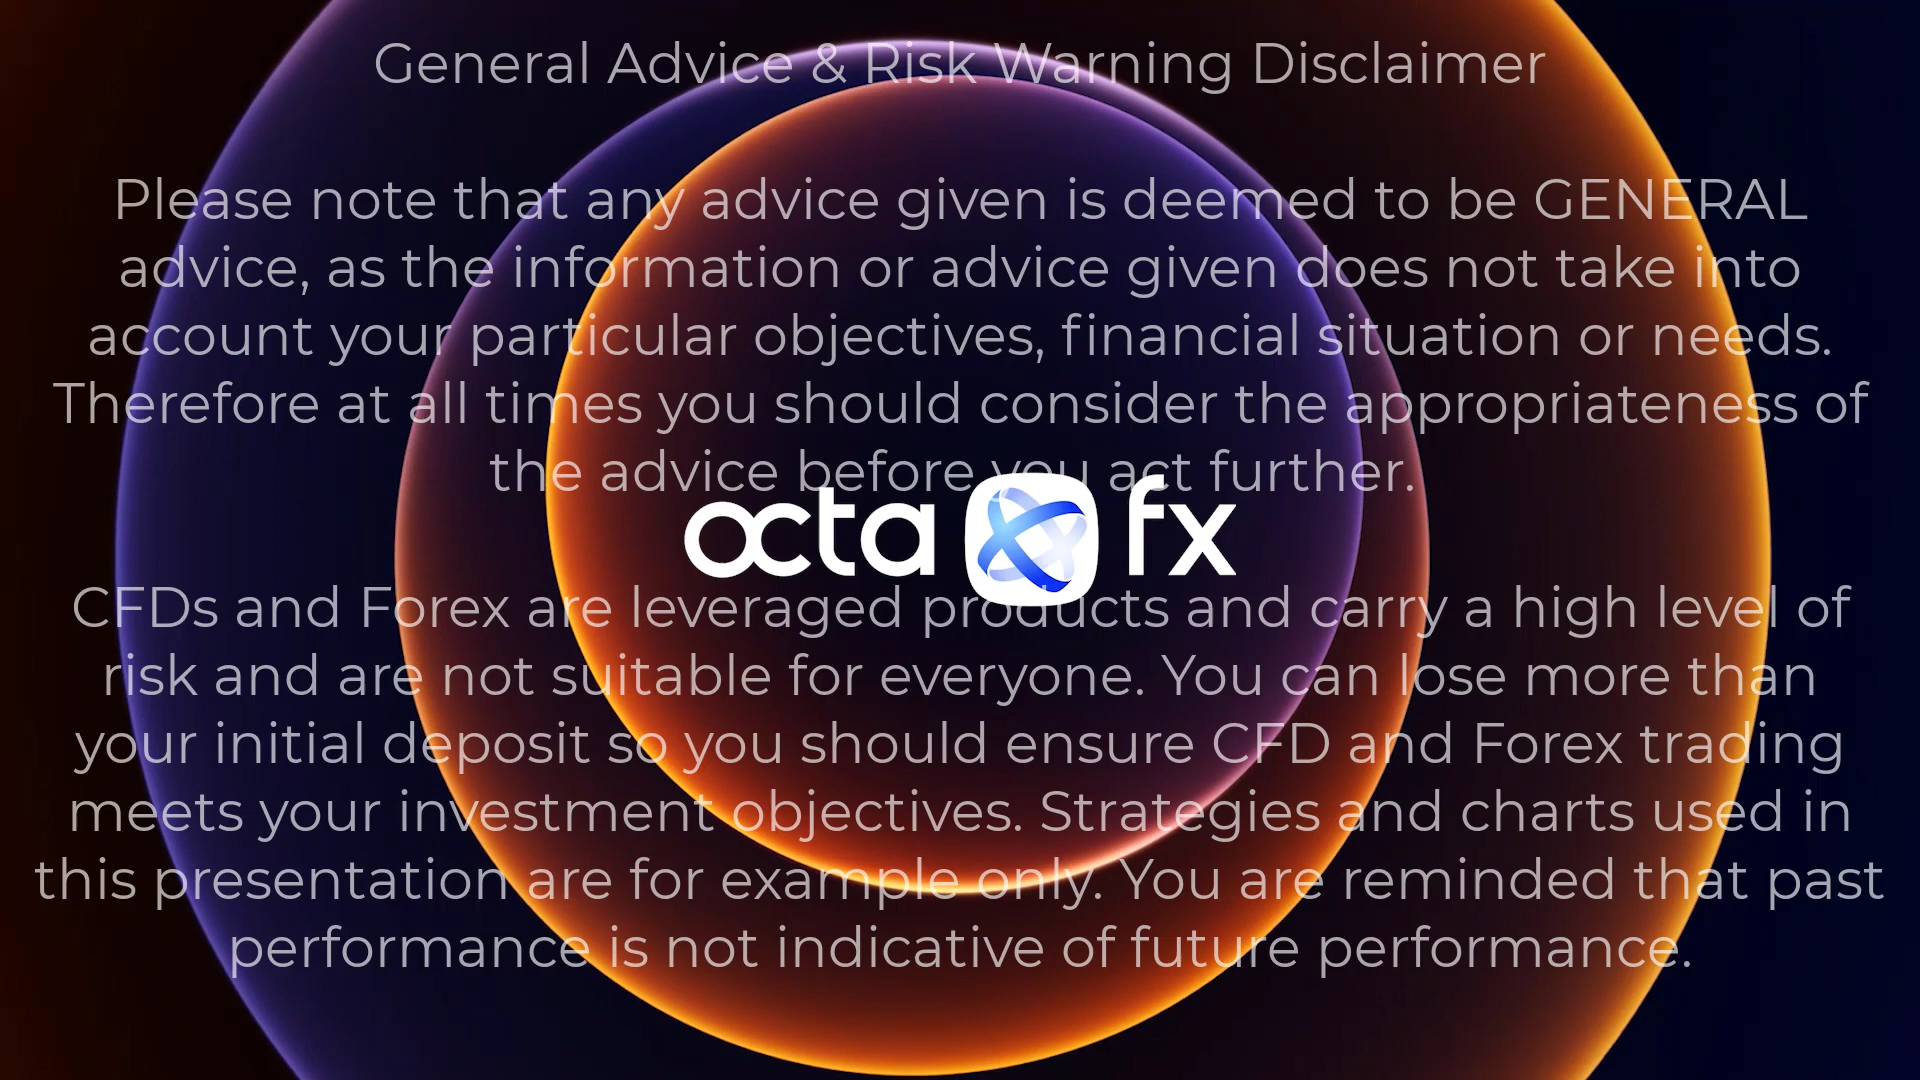 General Advice & Risk Warning Disclaimer
Please note that any advice given is deemed to be GENERAL
advice, as the information or advice given does not take into
account your particular objectives, financial situation or needs.
Therefore at all times you should consider the appropriateness of
the advice before you act further.
octa fx
CFDs and Forex are leveraged products and carry a high level of
risk and are not suitable for everyone. You can lose more than
your initial deposit so you should ensure CFD and Forex trading
meets your investment objectives. Strategies and charts used in
this presentation are for example only. You are reminded that past
performance is not indicative of future performance.